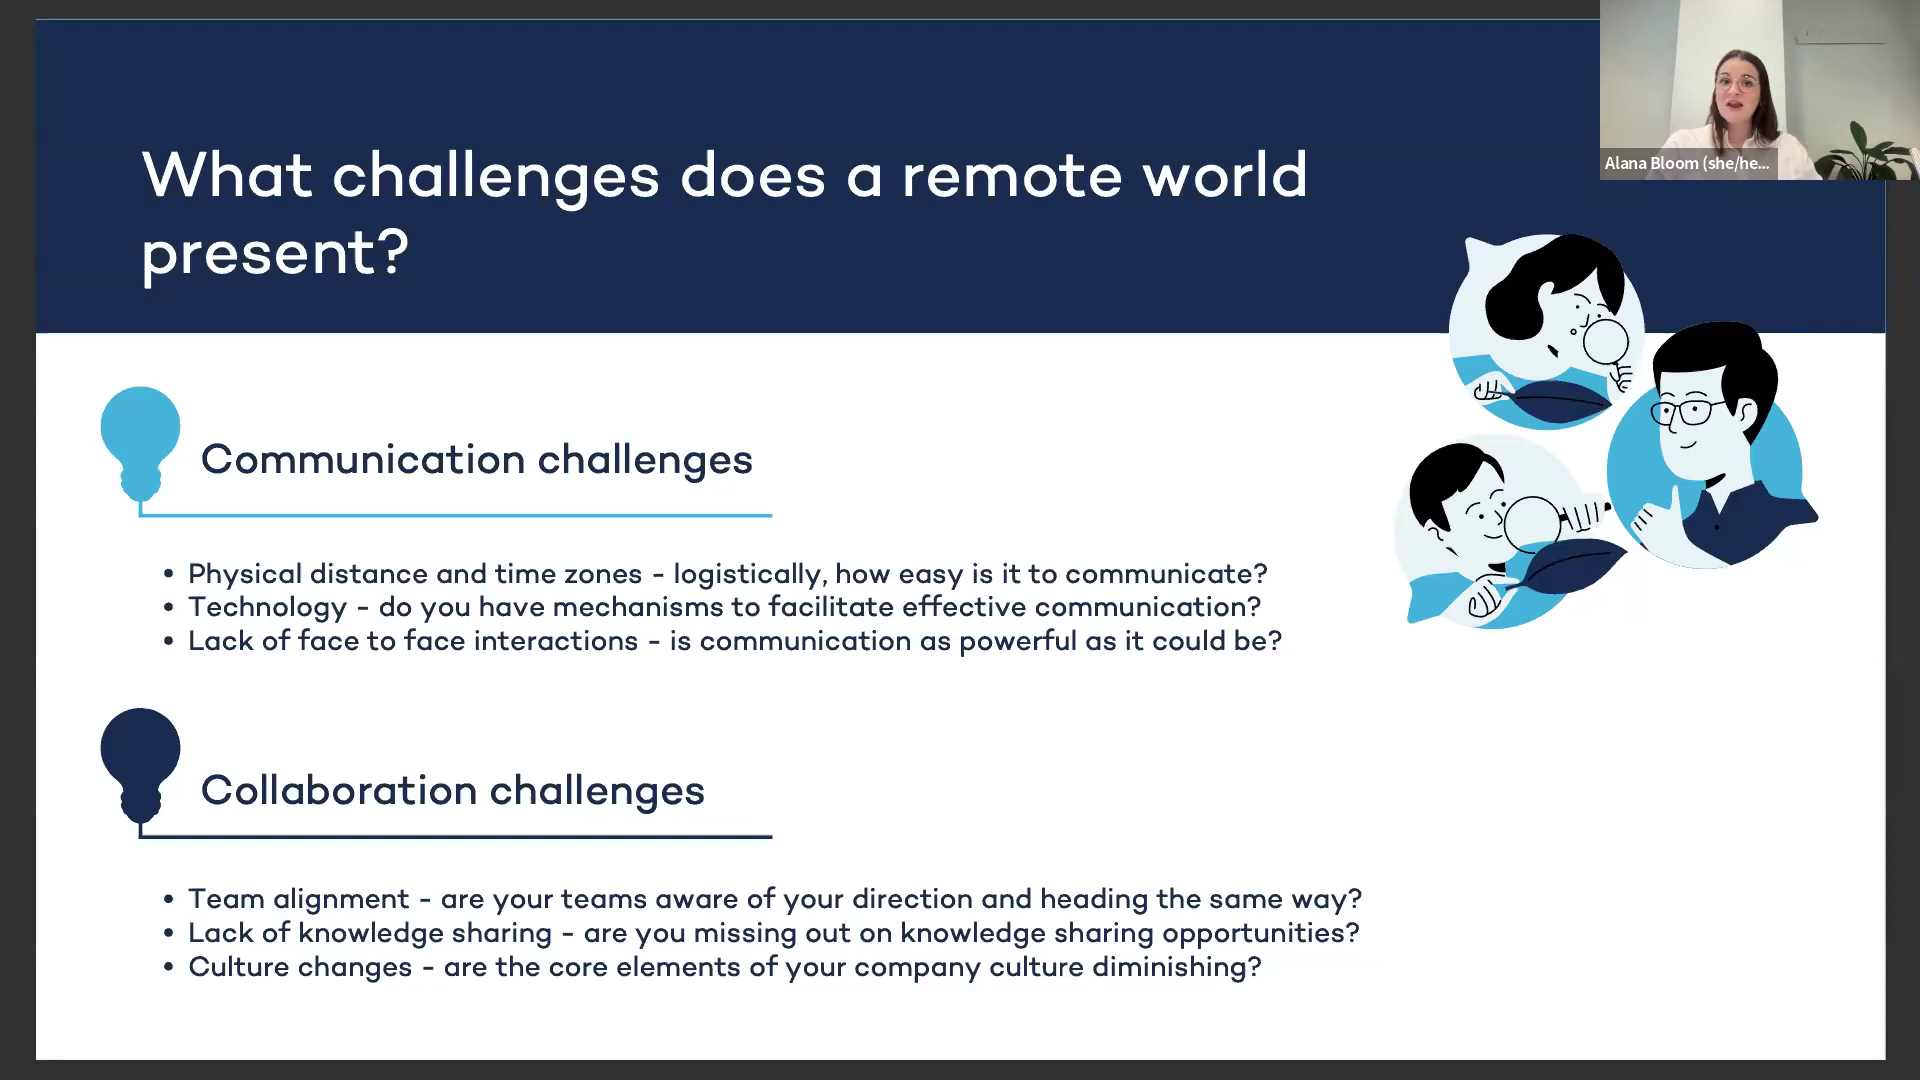 What challenges does a remote world
present?
Alana Bloom (she/he...
Communication challenges
• Physical distance and time zones - logistically, how easy is it to communicate?
• Technology - do you have mechanisms to facilitate effective communication?
• Lack of face to face interactions - is communication as powerful as it could be?
Collaboration challenges
• Team alignment - are your teams aware of your direction and heading the same way?
• Lack of knowledge sharing - are you missing out on knowledge sharing opportunities?
• Culture changes - are the core elements of your company culture diminishing?